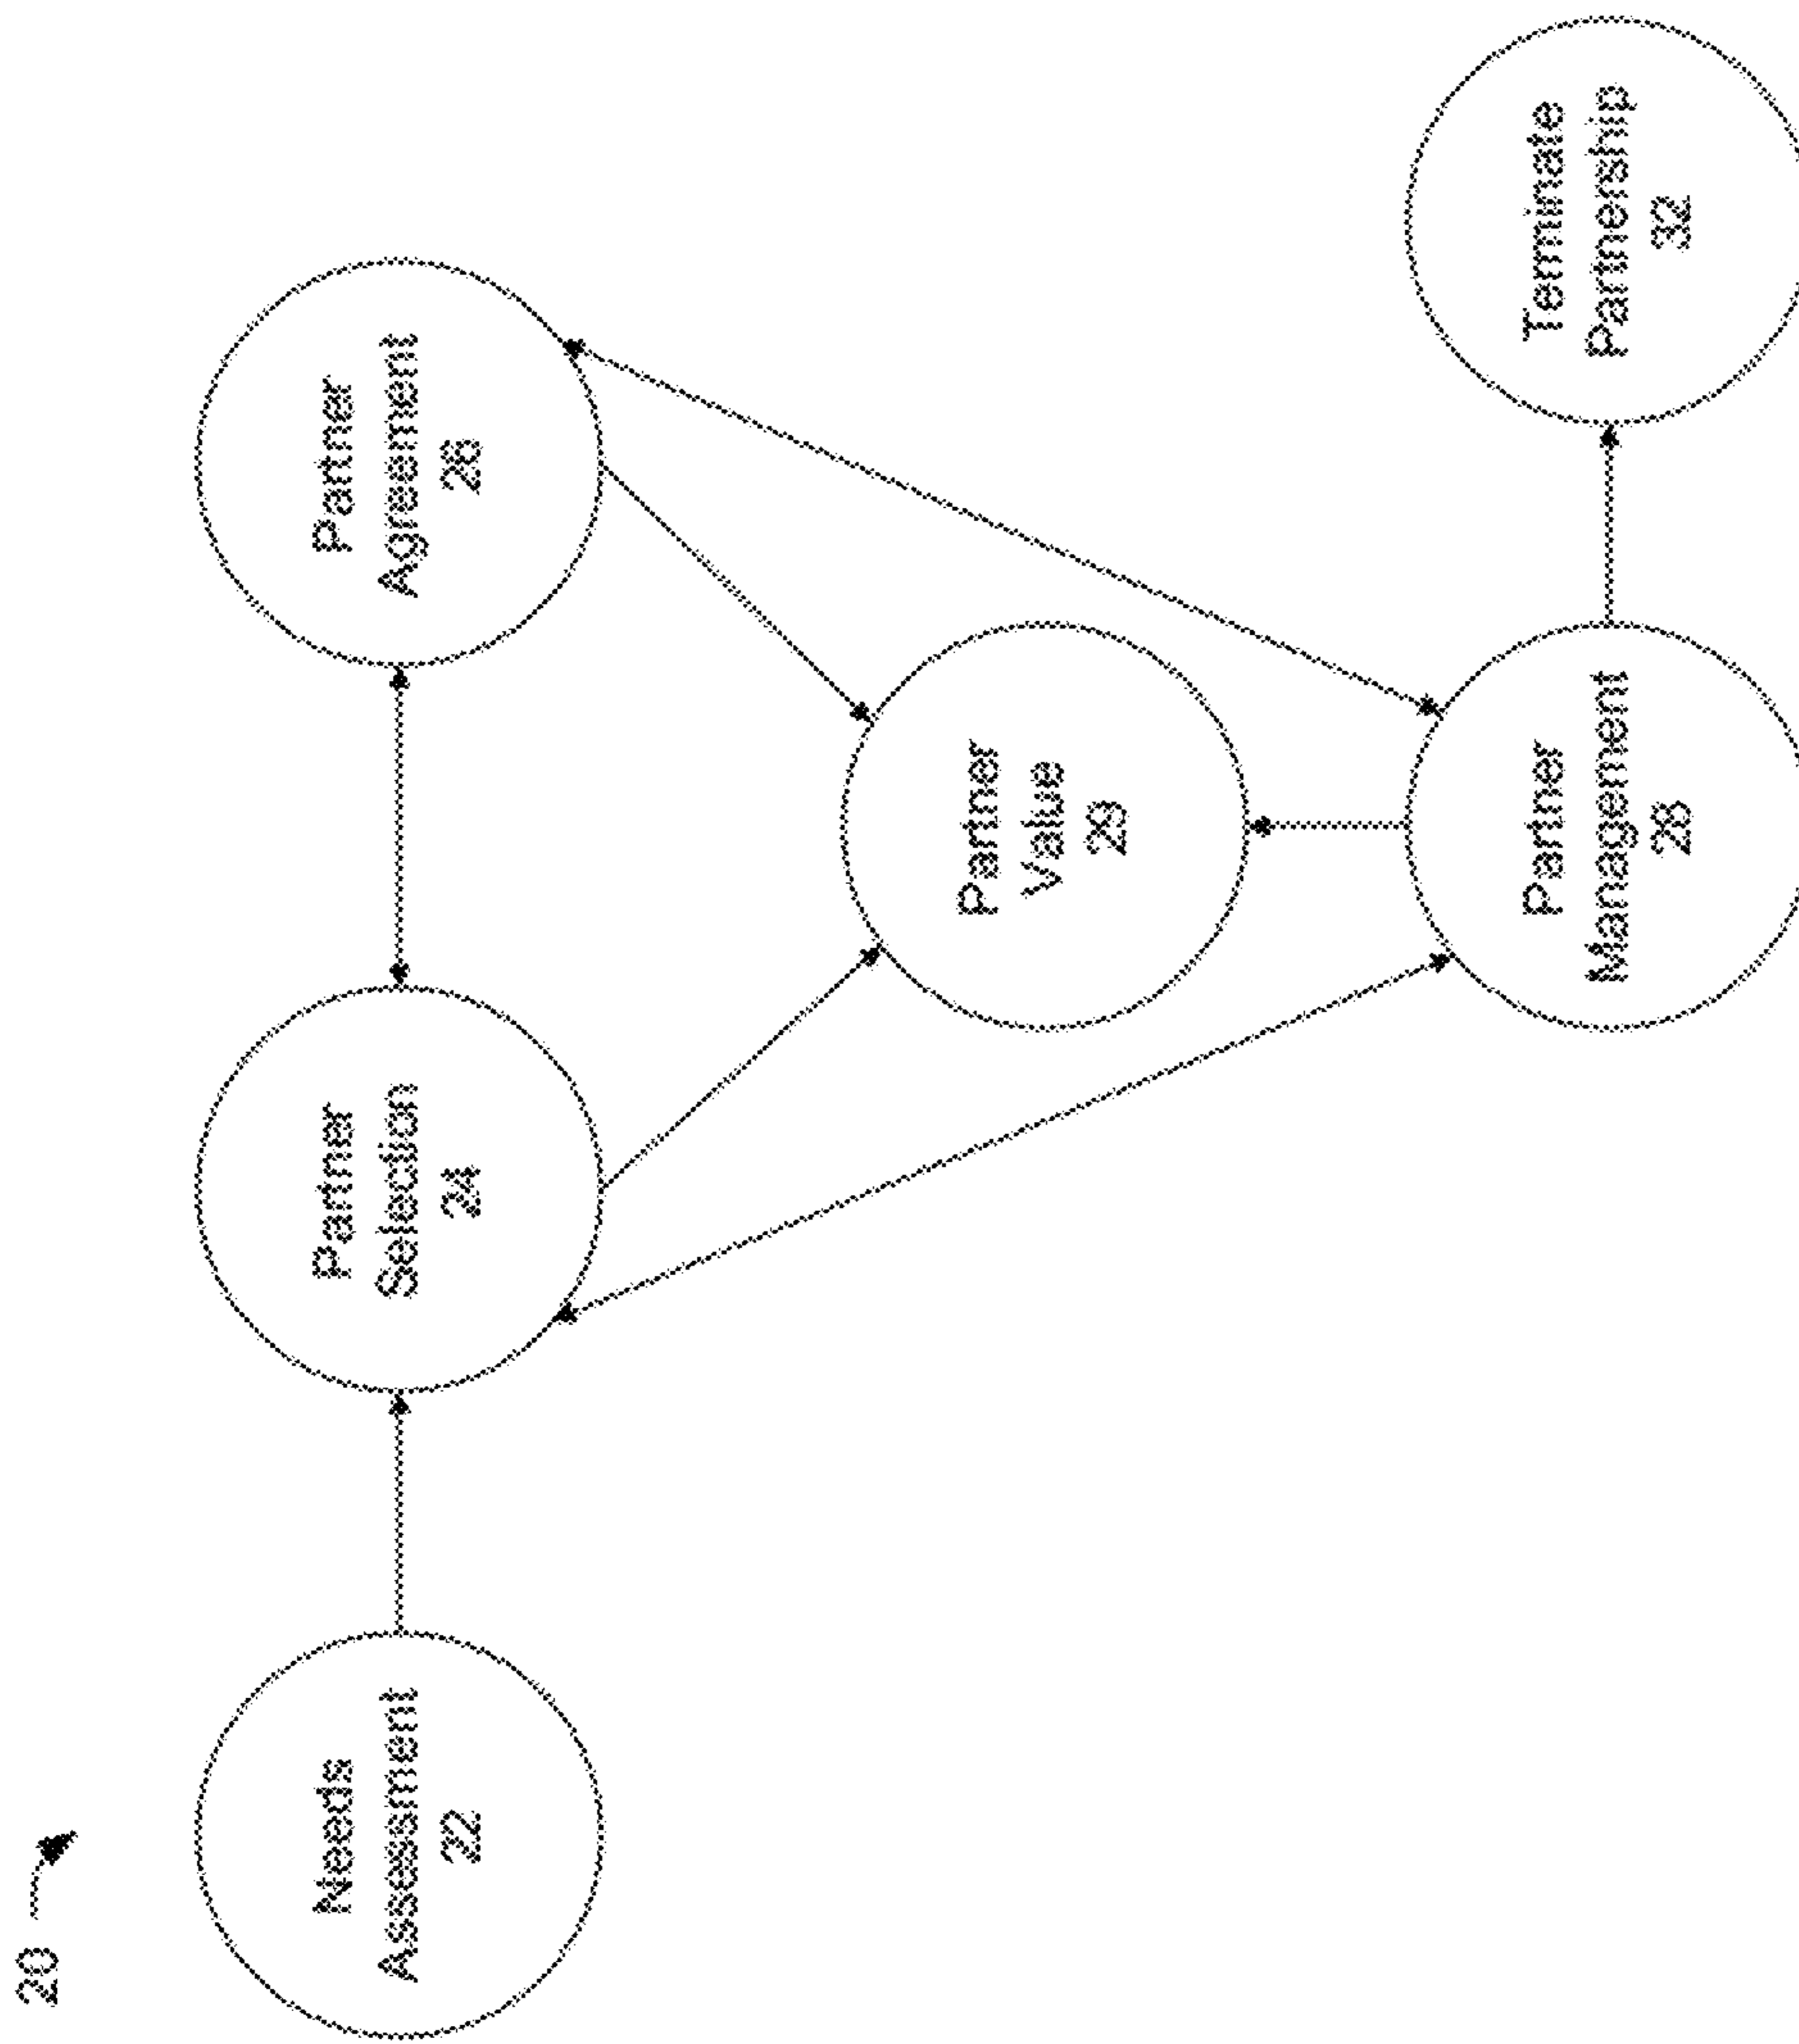 20
Needs
Assessment
22
Partner
Selection
24
Partner
Agreement
26
Partner
Value
29
Partner
Management
28
Terminate
Partnership
32